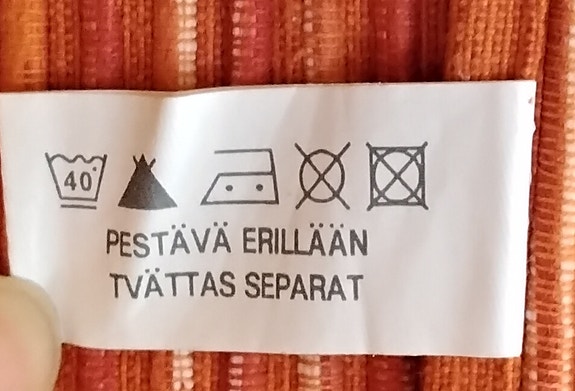 40°
PESTÄVÄ ERILLÄÄN
TVÄTTAS SEPARAT